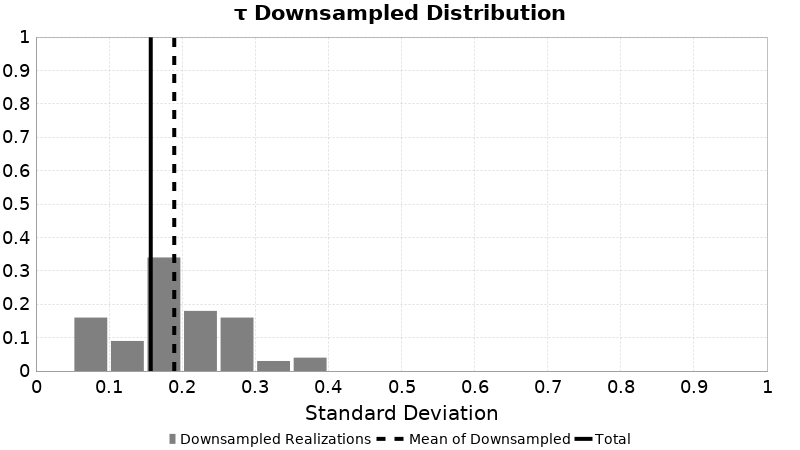 τ Downsampled Distribution
1
0.9
0.8
0.7
0.6
0.5
0.4
0.3
0.2
0.1
0
0 0.1 0.2 0.3 0.4 0.5 0.6 0.7 0.8 0.9 1
Standard Deviation
Downsampled Realizations Mean of Downsampled Total